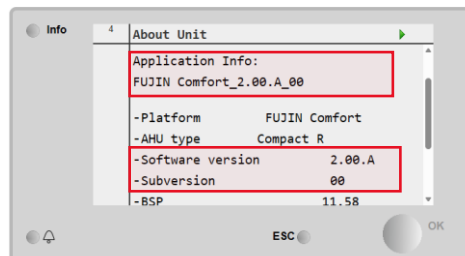 Info
4 About Unit
Application Info:
FUJIN Comfort_2.00.A_00
-Platform FUJIN Comfort
-AHU type Compact R
-Software version 2.00.A
-Subversion 00
-BSP 11.58
ESC
OK